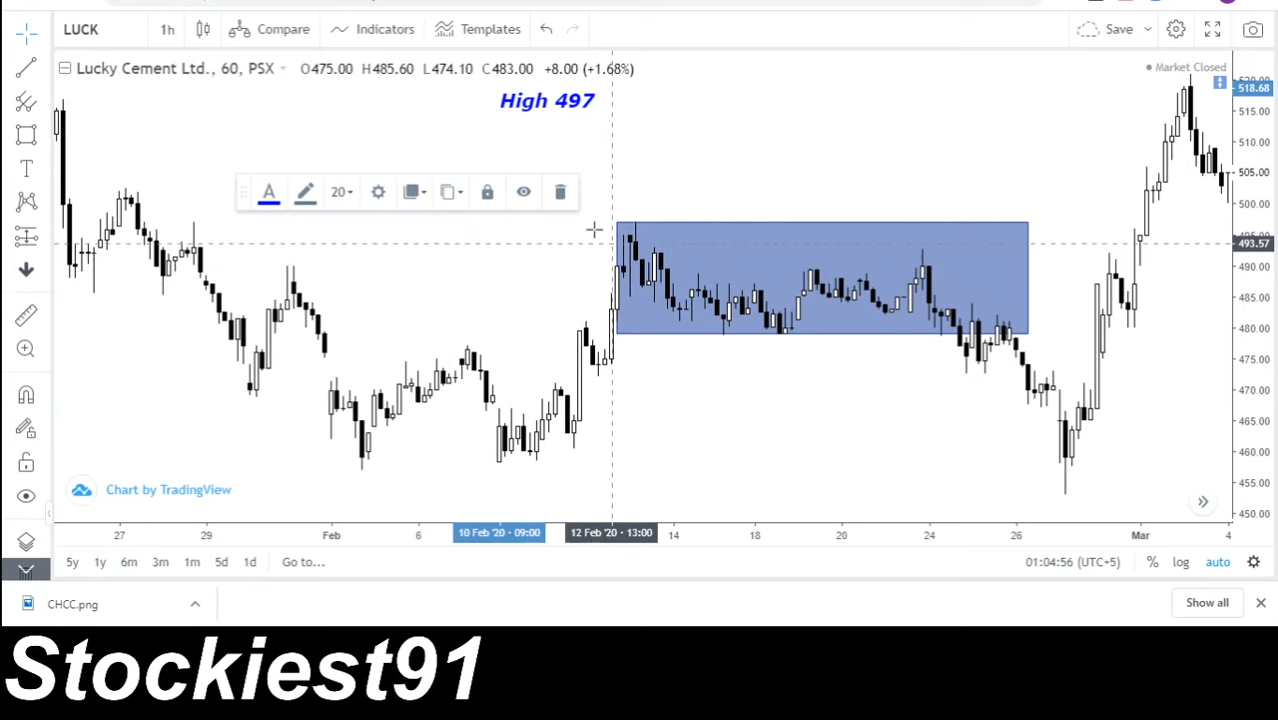 LUCK 1h Compare Indicators Templates Save
Lucky Cement Ltd., 60, PSX O475.00 H485.60 L474.10 C483.00 +8.00 (+1.68%)
Market Closed
High 497
518.68
515.00
505.00
500.00
493.57
490.00
485.00
480.00
475.00
470.00
465.00
460.00
455.00
450.00
20
Chart by TradingView
27 29 Feb 6 10 Feb '20 - 09:00 12 Feb '20 - 13:00 14 18 20 24 26 Mar 4
5y 1y 6m 3m 1m 5d 1d Go to... 01:04:56 (UTC+5) % log auto
CHCC.png Show all
Stockiest91